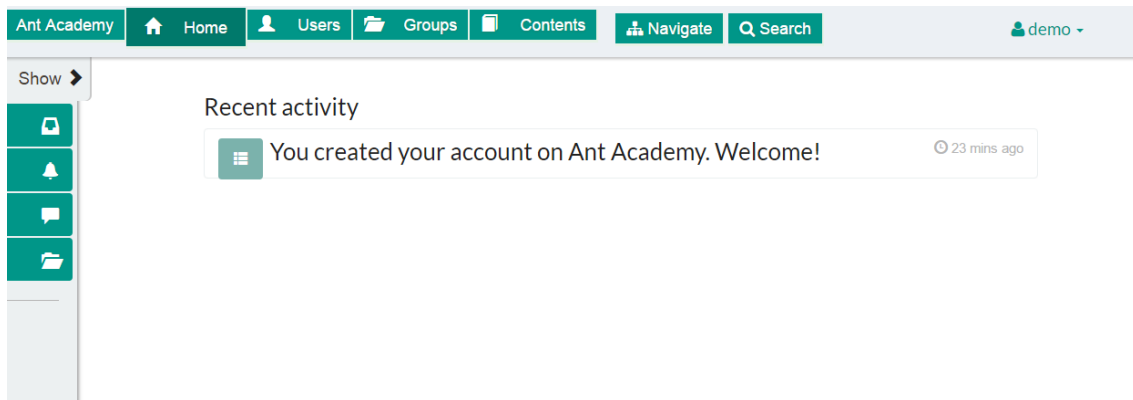 Ant Academy Home Users Groups Contents Navigate Search demo
Show
Recent activity
You created your account on Ant Academy. Welcome! 23 mins ago